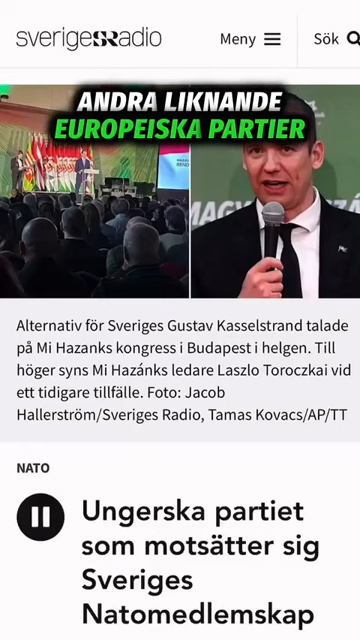 sverigesradio
Meny
Sök
ANDRA LIKNANDE
EUROPEISKA PARTIER
Alternativ för Sveriges Gustav Kasselstrand talade
på Mi Hazanks kongress i Budapest i helgen. Till
höger syns Mi Hazánks ledare Laszlo Toroczkai vid
ett tidigare tillfälle. Foto: Jacob
Hallerström/Sveriges Radio, Tamas Kovacs/AP/TT
NATO
Ungerska partiet
som motsätter sig
Sveriges
Natomedlemskap